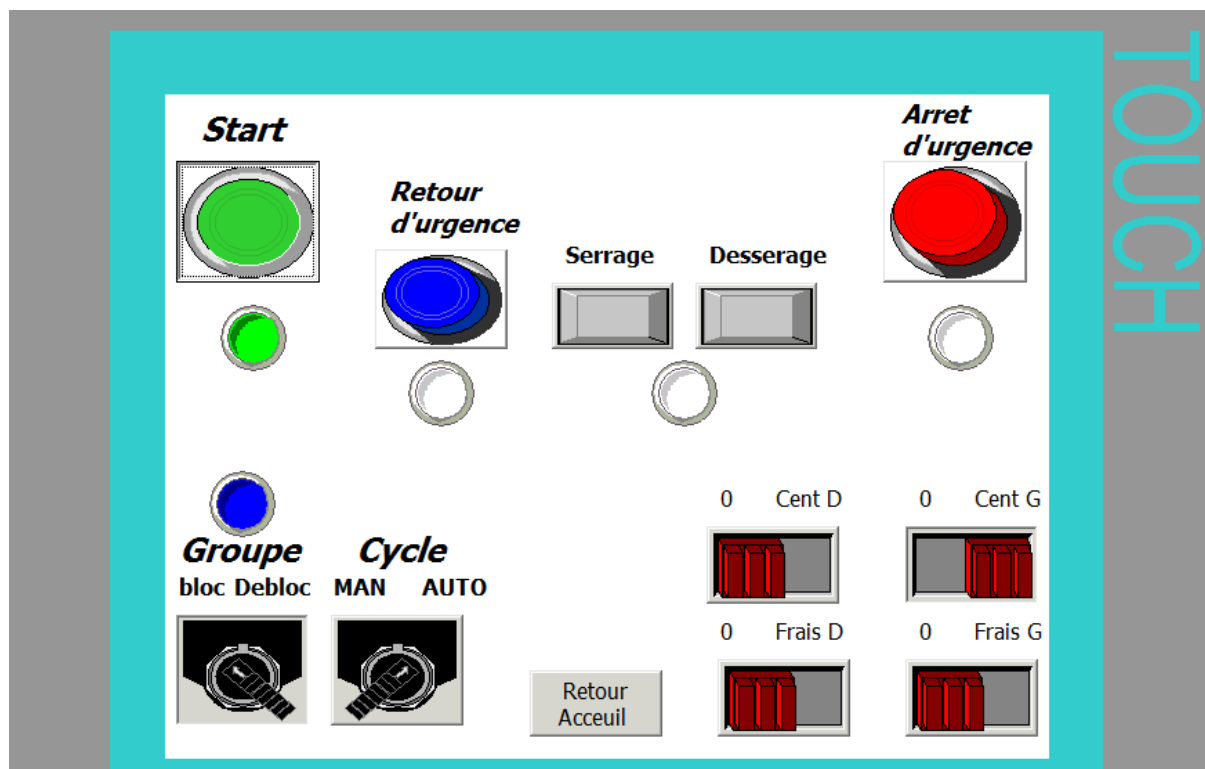 Start
Arret
d'urgence
TOUCH
Retour
d'urgence
Serrage
Desserage
0 Cent D
0 Cent G
Groupe
Cycle
bloc Debloc
MAN AUTO
0 Frais D
0 Frais G
Retour
Acceuil